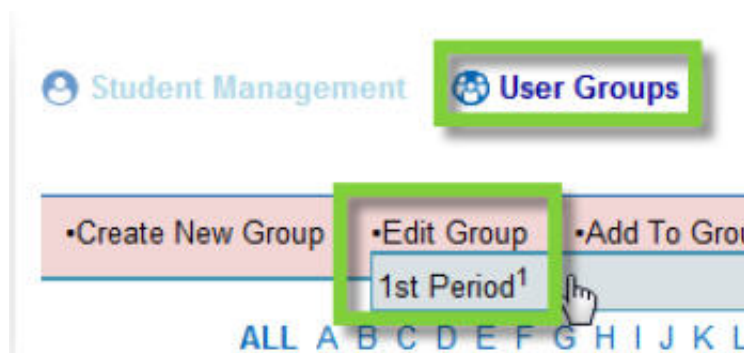 Student Management User Groups
•Create New Group •Edit Group •Add To Grou
1st Period¹
ALL A B C D E F G H I J K L